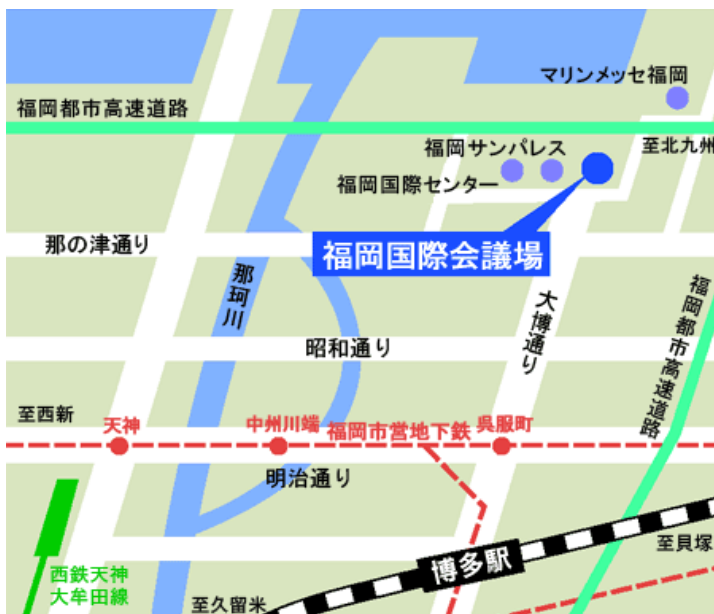 マリンメッセ福岡
福岡都市高速道路
至北九州
福岡サンパレス
福岡国際センター
福岡国際会議場
那の津通り
那珂川
大博通り
福岡都市高速道路
昭和通り
至西新
天神
中州川端
福岡市営地下鉄
呉服町
明治通り
博多駅
至貝塚
西鉄天神
大牟田線
至久留米